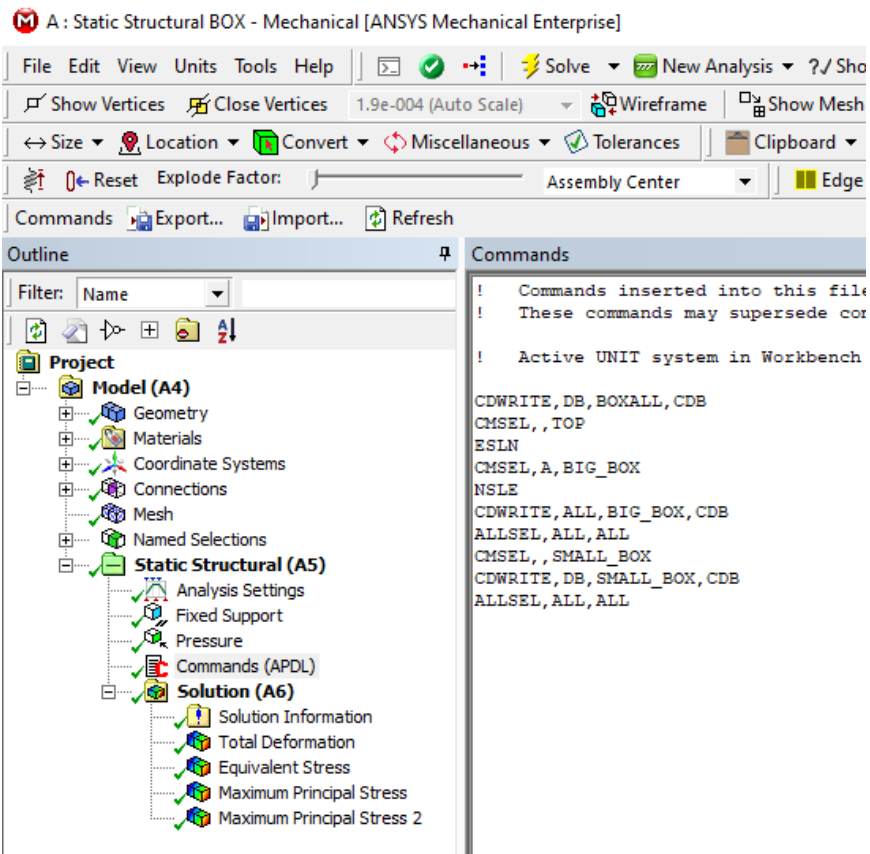 A : Static Structural BOX - Mechanical [ANSYS Mechanical Enterprise]
File Edit View Units Tools Help Solve New Analysis ?✓ Sho
Show Vertices Close Vertices 1.9e-004 (Auto Scale) Wireframe Show Mesh
Size Location Convert Miscellaneous Tolerances Clipboard
Reset Explode Factor: Assembly Center Edge
Commands Export... Import... Refresh
Outline
Filter: Name
Project
Model (A4)
Geometry
Materials
Coordinate Systems
Connections
Mesh
Named Selections
Static Structural (A5)
Analysis Settings
Fixed Support
Pressure
Commands (APDL)
Solution (A6)
Solution Information
Total Deformation
Equivalent Stress
Maximum Principal Stress
Maximum Principal Stress 2
Commands
! Commands inserted into this file
! These commands may supersede com
! Active UNIT system in Workbench
CDWRITE,DB,BOXALL,CDB
CMSEL,,TOP
ESLN
CMSEL,A,BIG_BOX
NSLE
CDWRITE,ALL,BIG_BOX,CDB
ALLSEL,ALL,ALL
CMSEL,,SMALL_BOX
CDWRITE,DB,SMALL_BOX,CDB
ALLSEL,ALL,ALL